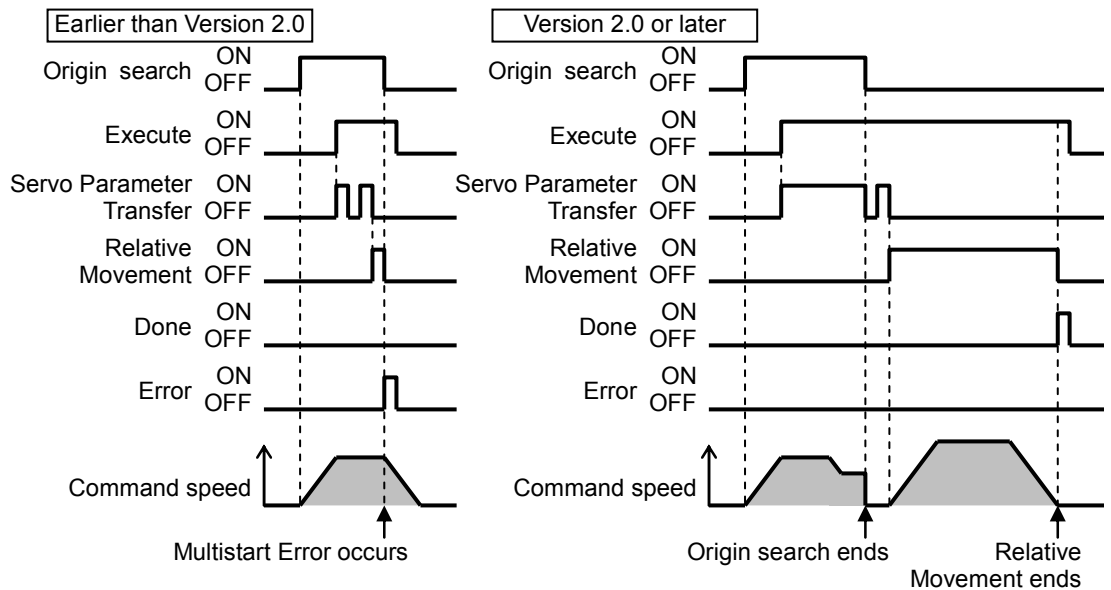 Earlier than Version 2.0
Origin search ON
OFF
Execute ON
OFF
Servo Parameter ON
Transfer OFF
Relative ON
Movement OFF
Done ON
OFF
Error ON
OFF
Command speed
Multistart Error occurs
Version 2.0 or later
Origin search ON
OFF
Execute ON
OFF
Servo Parameter ON
Transfer OFF
Relative ON
Movement OFF
Done ON
OFF
Error ON
OFF
Command speed
Origin search ends
Relative
Movement ends